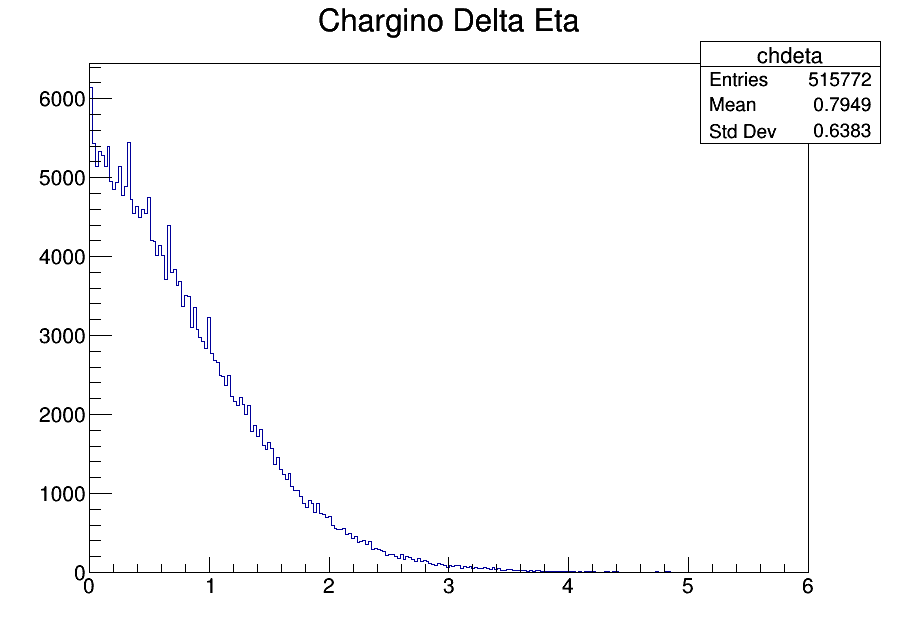 Chargino Delta Eta
chdeta
Entries 515772
Mean 0.7949
Std Dev 0.6383
6000
5000
4000
3000
2000
1000
0
0 1 2 3 4 5 6